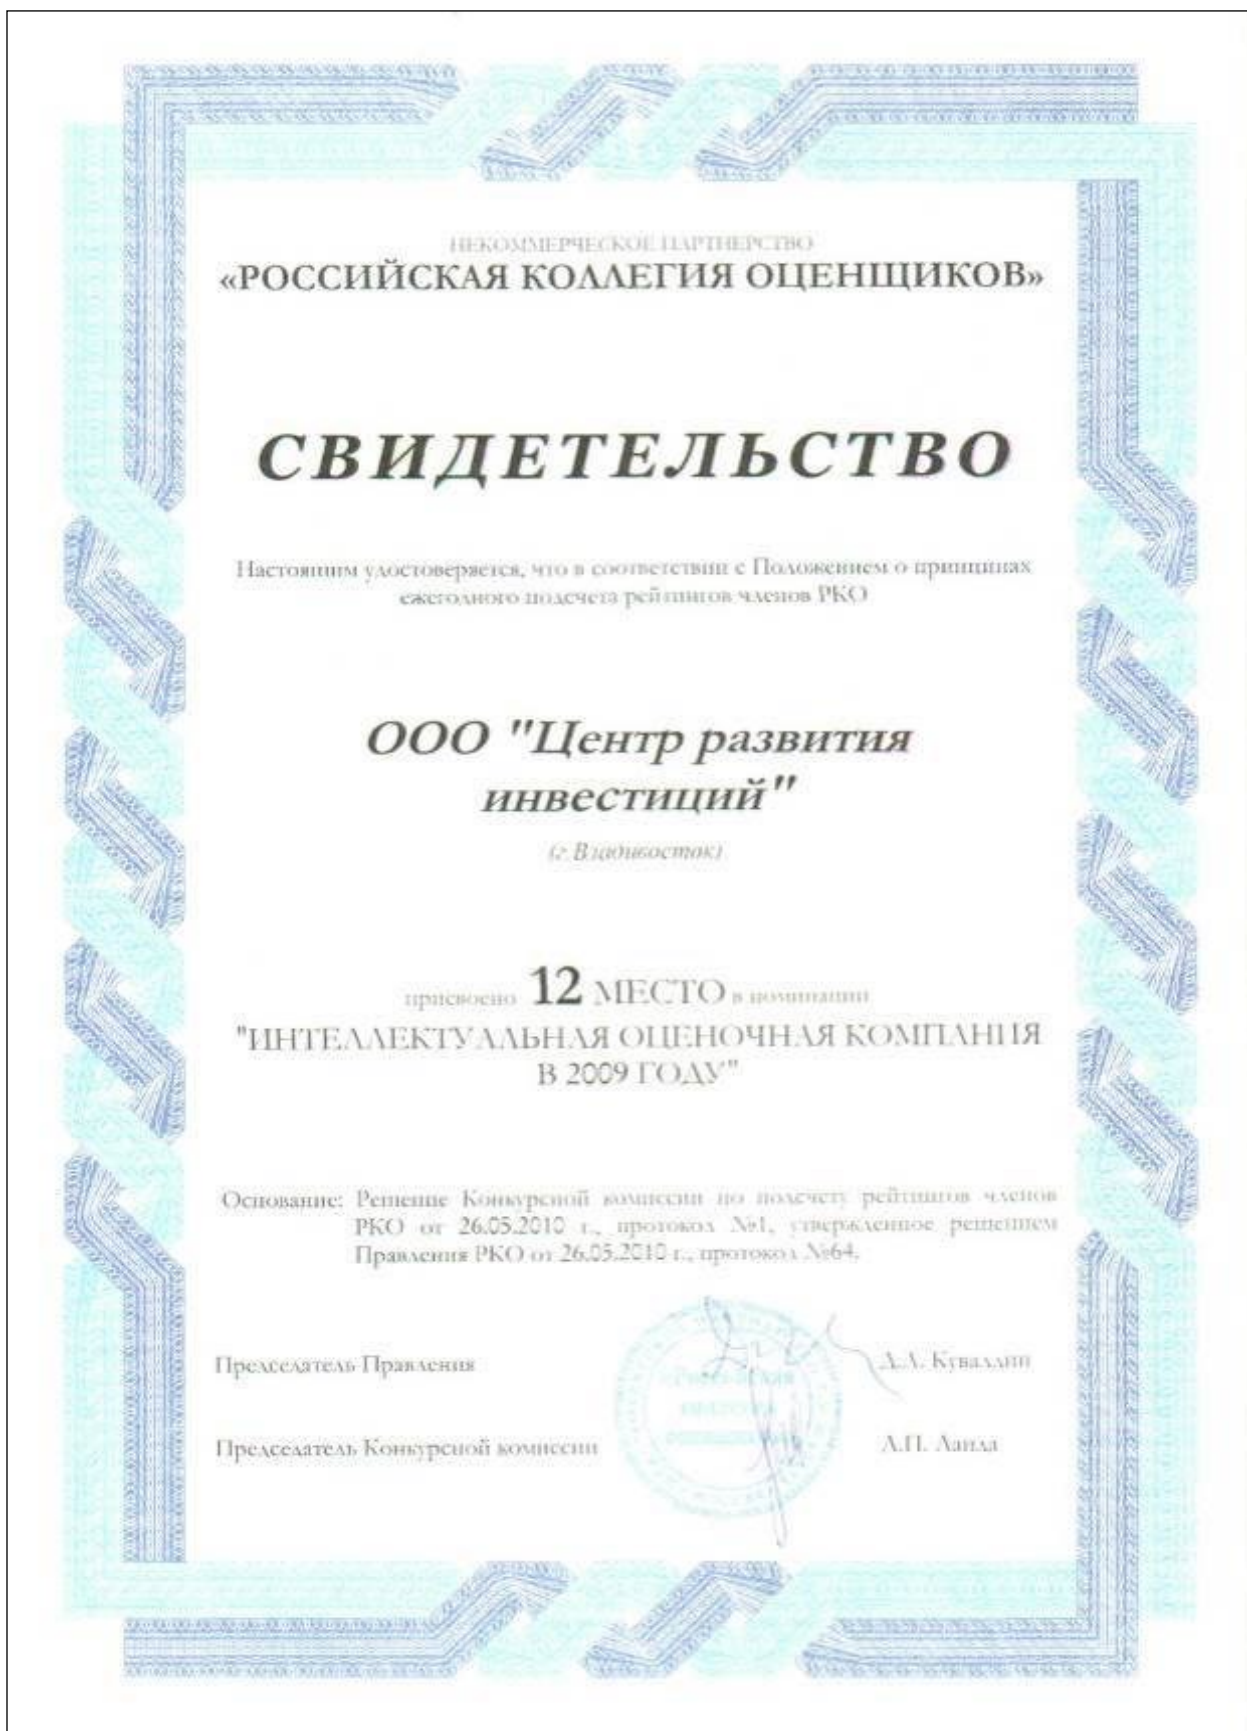 НЕКОММЕРЧЕСКОЕ ПАРТНЕРСТВО
«РОССИЙСКАЯ КОЛЛЕГИЯ ОЦЕНЩИКОВ»
СВИДЕТЕЛЬСТВО
Настоящим удостоверяется, что в соответствии с Положением о принципах
ежегодного подсчета рейтингов членов РКО
ООО "Центр развития
инвестиций"
(г. Владивосток)
присвоено 12 МЕСТО в номинации
"ИНТЕЛЛЕКТУАЛЬНАЯ ОЦЕНОЧНАЯ КОМПАНИЯ
В 2009 ГОДУ"
Основание: Решение Конкурсной комиссии по подсчету рейтингов членов
РКО от 26.05.2010 г., протокол №1, утвержденное решением
Правления РКО от 26.05.2010 г., протокол №64.
Председатель Правления
Кувалдин
Председатель Конкурсной комиссии